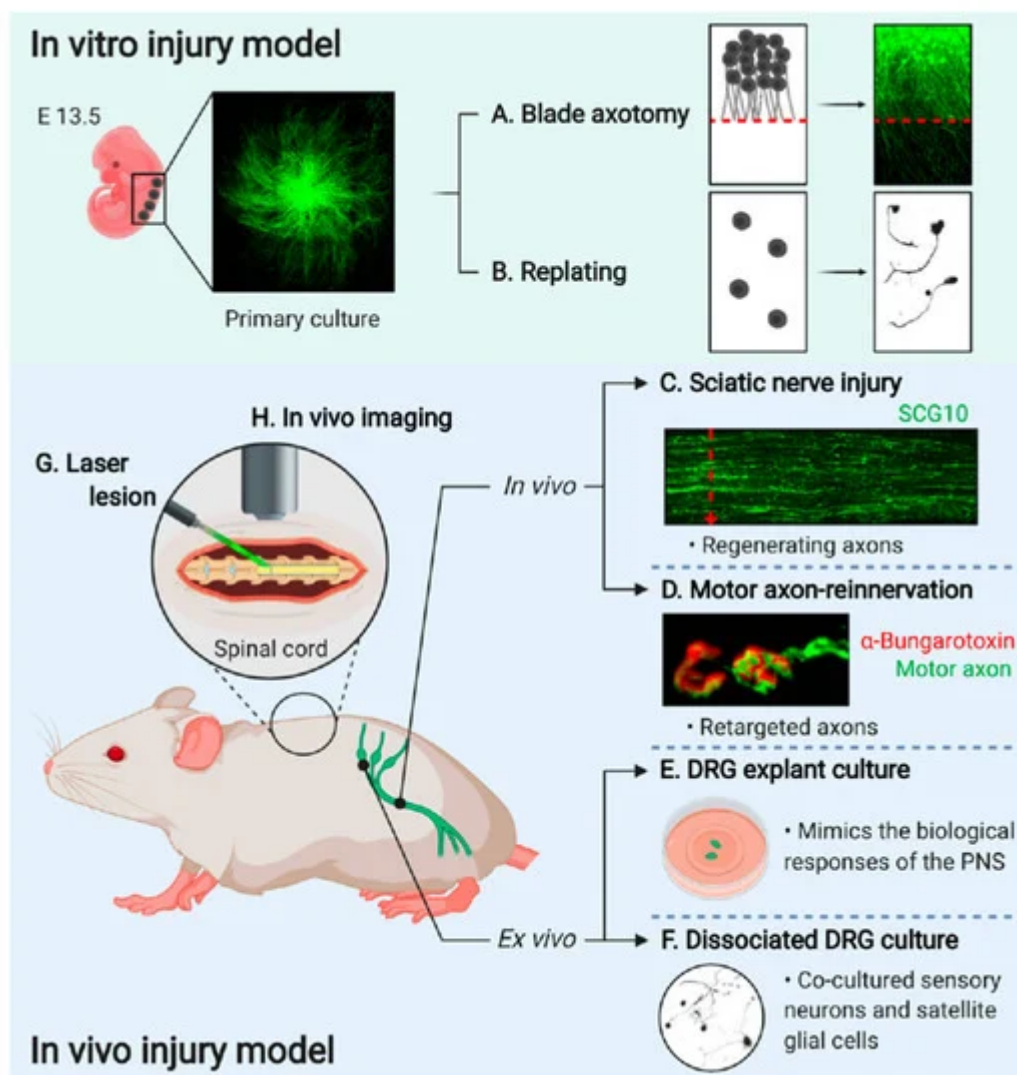 In vitro injury model
E 13.5
Primary culture
A. Blade axotomy
B. Replating
H. In vivo imaging
G. Laser
lesion
Spinal cord
In vivo
C. Sciatic nerve injury
SCG10
• Regenerating axons
D. Motor axon-reinnervation
α-Bungarotoxin
Motor axon
• Retargeted axons
E. DRG explant culture
• Mimics the biological
responses of the PNS
Ex vivo
F. Dissociated DRG culture
• Co-cultured sensory
neurons and satellite
glial cells
In vivo injury model